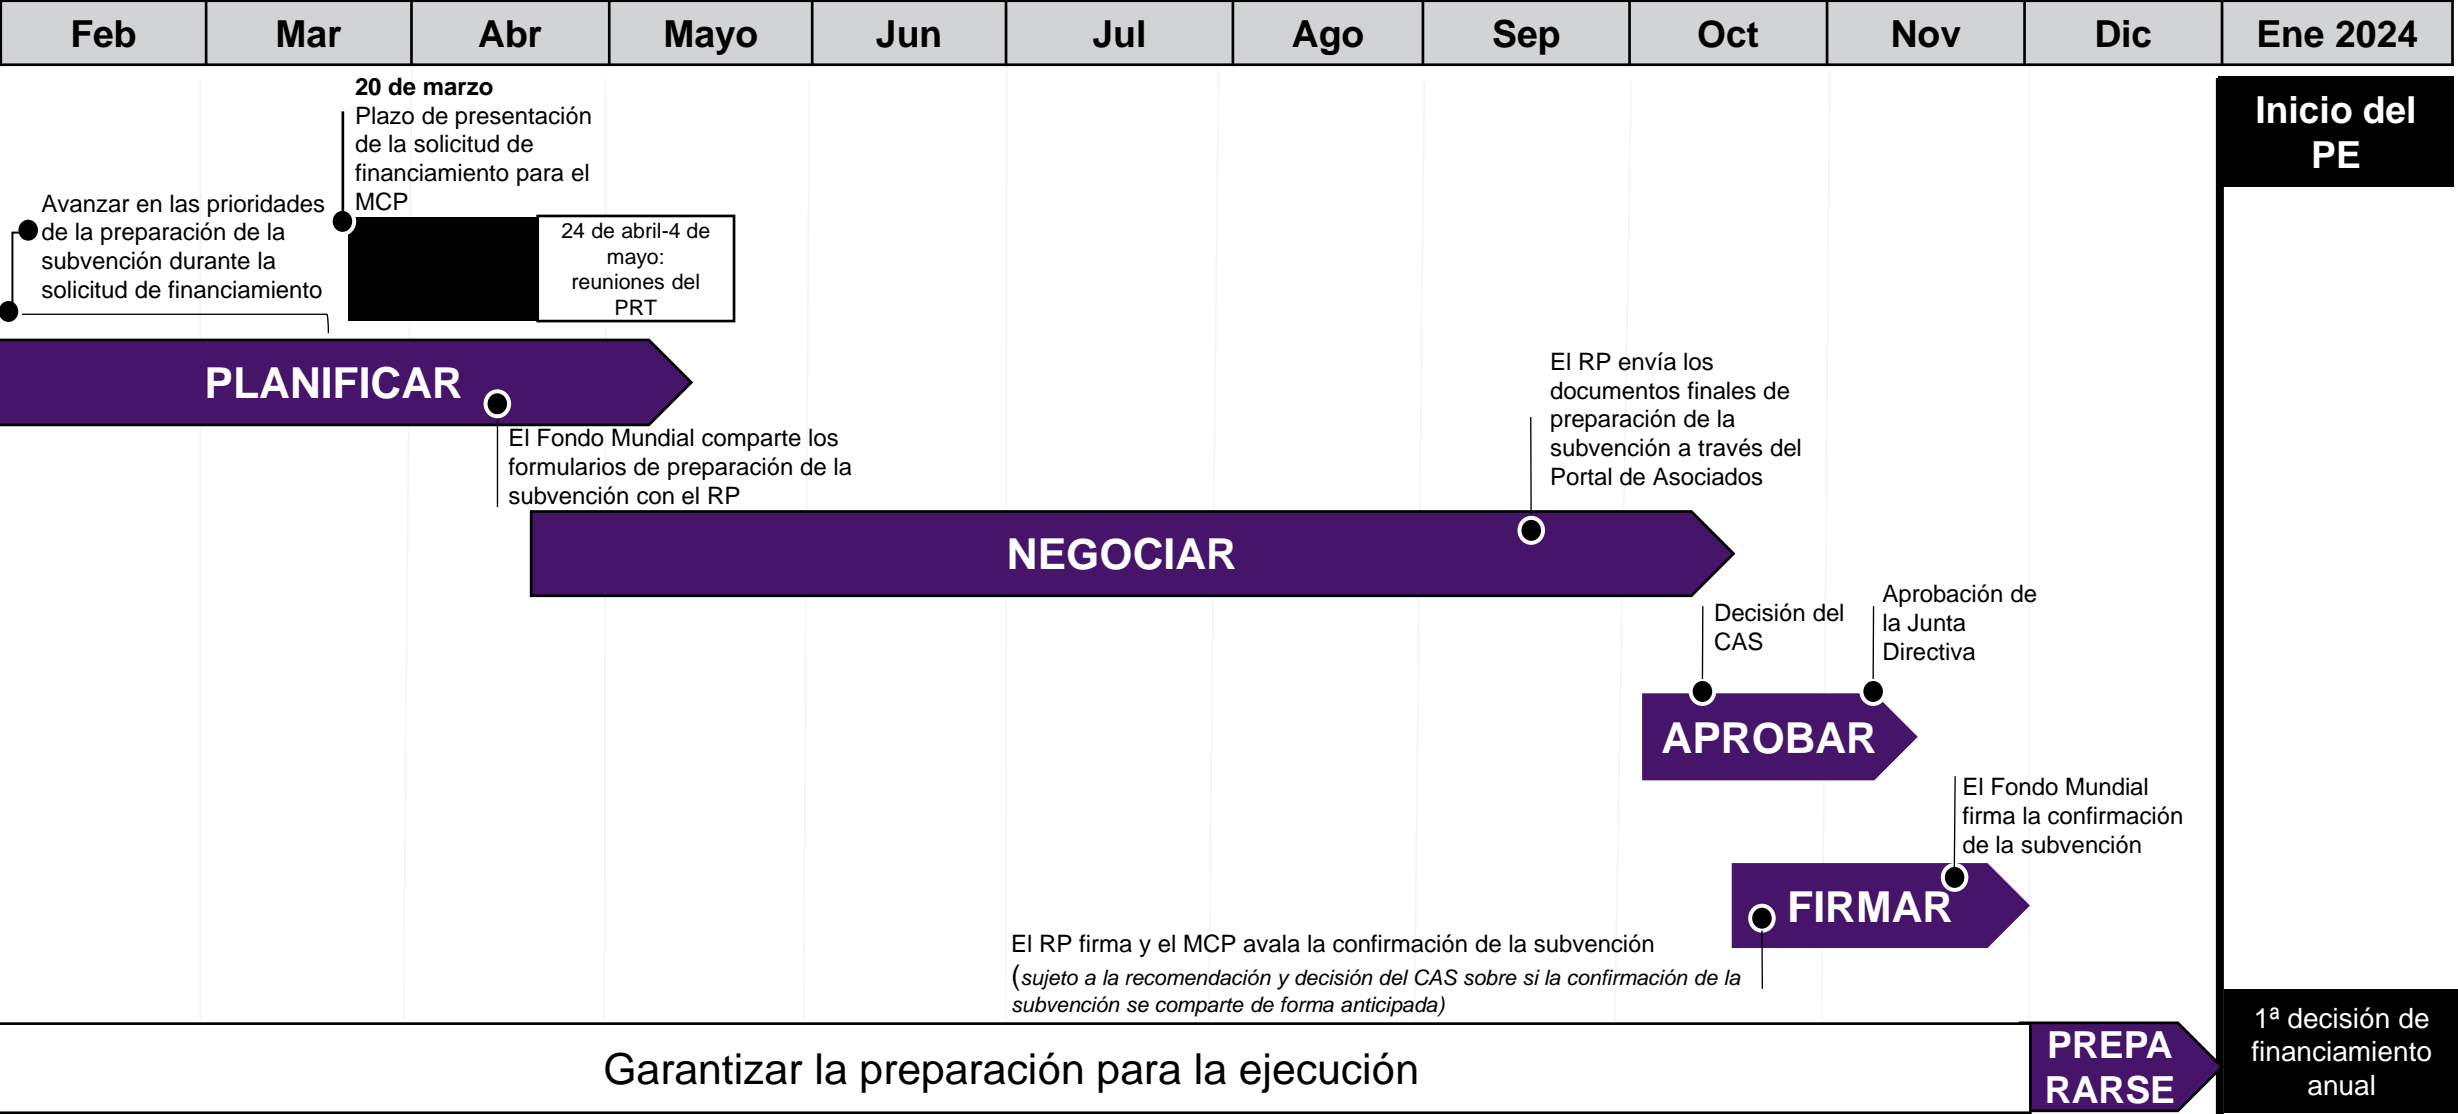 Feb Mar Abr Mayo Jun Jul Ago Sep Oct Nov Dic Ene 2024
20 de marzo
Plazo de presentación
de la solicitud de
financiamiento para el
MCP
Inicio del
PE
Avanzar en las prioridades
de la preparación de la
subvención durante la
solicitud de financiamiento
24 de abril-4 de
mayo:
reuniones del
PRT
PLANIFICAR
El Fondo Mundial comparte los
formularios de preparación de la
subvención con el RP
El RP envía los
documentos finales de
preparación de la
subvención a través del
Portal de Asociados
NEGOCIAR
Decisión del
CAS
Aprobación de
la Junta
Directiva
APROBAR
El Fondo Mundial
firma la confirmación
de la subvención
FIRMAR
El RP firma y el MCP avala la confirmación de la subvención
(sujeto a la recomendación y decisión del CAS sobre si la confirmación de la
subvención se comparte de forma anticipada)
Garantizar la preparación para la ejecución
PREPA
RARSE
1ª decisión de
financiamiento
anual